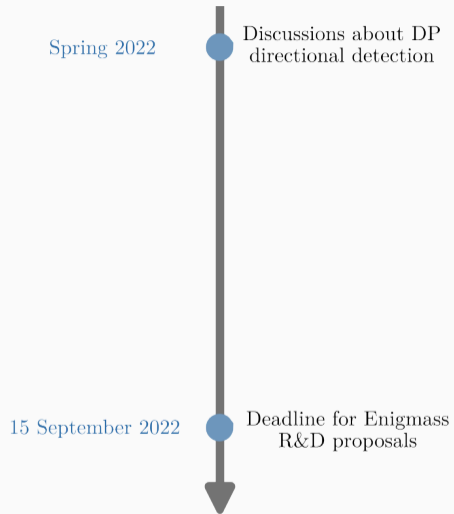 Spring 2022
Discussions about DP
directional detection
15 September 2022
Deadline for Enigmass
R&D proposals